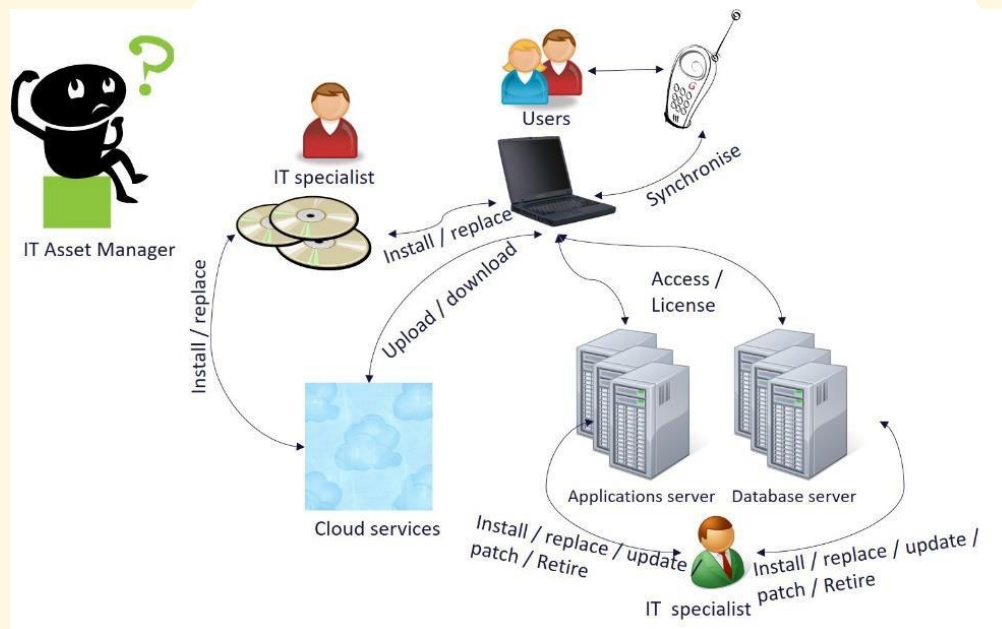 ?
Users
IT specialist
IT Asset Manager
Synchronise
Install / replace
Install / replace
Upload / download
Access /
License
Cloud services
Applications server
Database server
Install / replace / update
patch / Retire
Install / replace / update /
patch / Retire
IT specialist